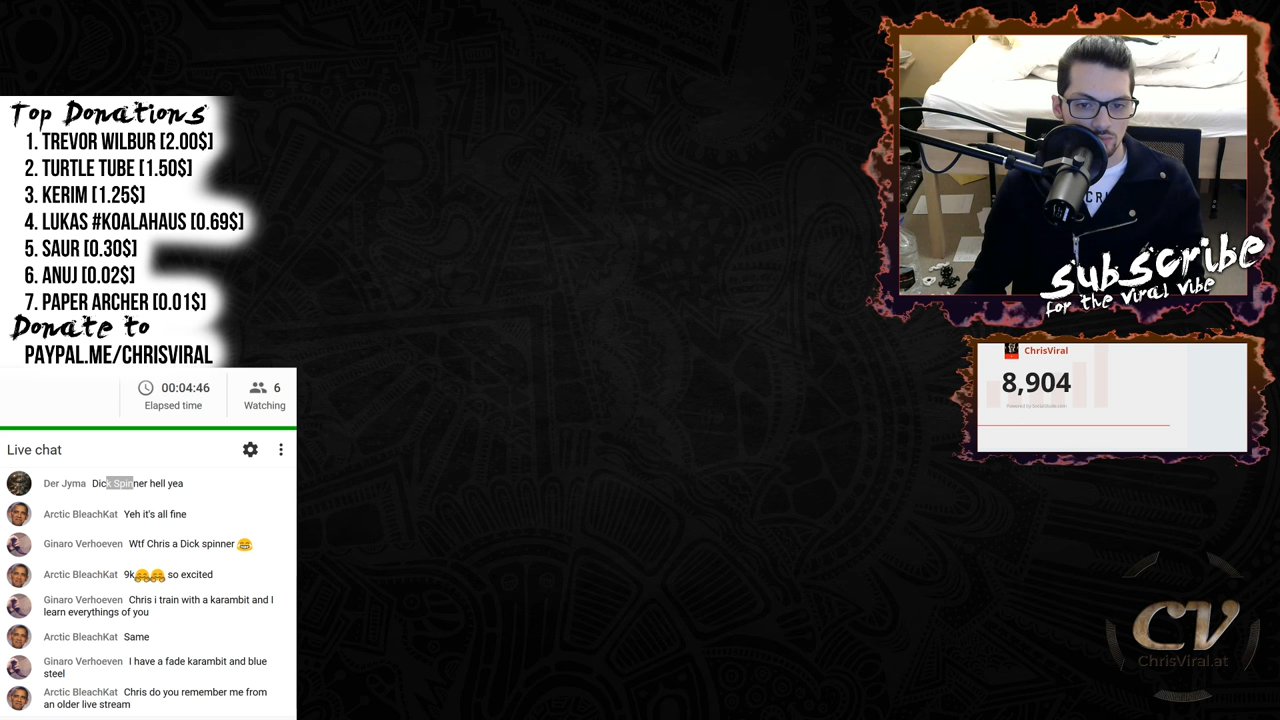 Top Donations
1. TREVOR WILBUR [2.00$]
2. TURTLE TUBE [1.50$]
3. KERIM [1.25$]
4. LUKAS #KOALAHAUS [0.69$]
5. SAUR [0.30$]
6. ANUJ [0.02$]
7. PAPER ARCHER [0.01$]
Donate to
PAYPAL.ME/CHRISVIRAL
00:04:46
Elapsed time
6
Watching
Live chat
Der Jyma Dick Spinner hell yea
Arctic BleachKat Yeh it's all fine
Ginaro Verhoeven Wtf Chris a Dick spinner 😂
Arctic BleachKat 9k🤗🤗 so excited
Ginaro Verhoeven Chris i train with a karambit and I
learn everythings of you
Arctic BleachKat Same
Ginaro Verhoeven I have a fade karambit and blue
steel
Arctic BleachKat Chris do you remember me from
an older live stream
Subscribe
for the viral vibe
ChrisViral
8,904
CV
ChrisViral.at